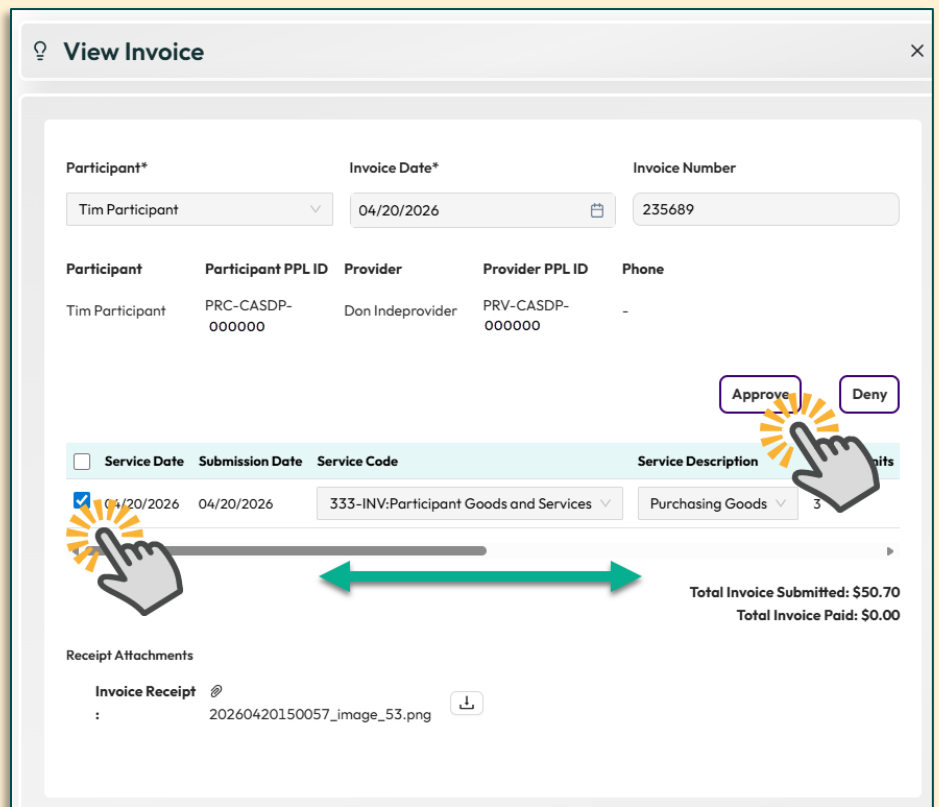 View Invoice
Participant* Invoice Date* Invoice Number
Tim Participant 04/20/2026 235689
Participant Participant PPL ID Provider Provider PPL ID Phone
Tim Participant PRC-CASDP- Don Indeprovider PRV-CASDP- -
000000 000000
Approve Deny
Service Date Submission Date Service Code Service Description
04/20/2026 04/20/2026 333-INV:Participant Goods and Services Purchasing Goods 3
Total Invoice Submitted: $50.70
Total Invoice Paid: $0.00
Receipt Attachments
Invoice Receipt
: 20260420150057_image_53.png